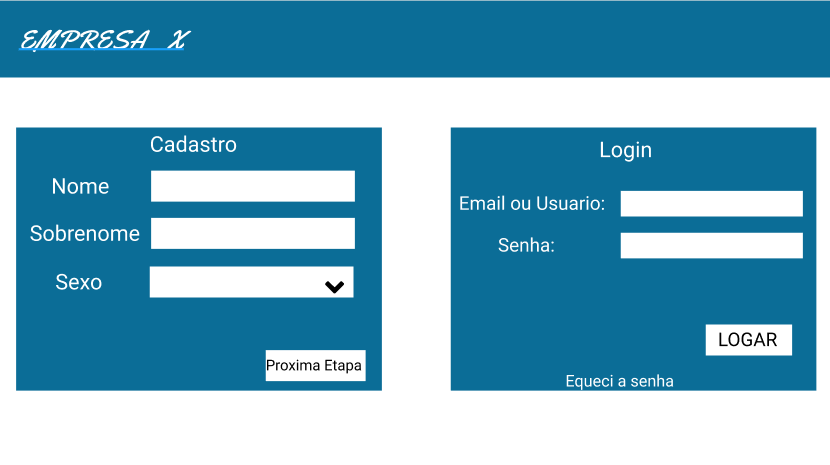 EMPRESA X
Cadastro
Nome
Sobrenome
Sexo
Proxima Etapa
Login
Email ou Usuario:
Senha:
LOGAR
Equeci a senha